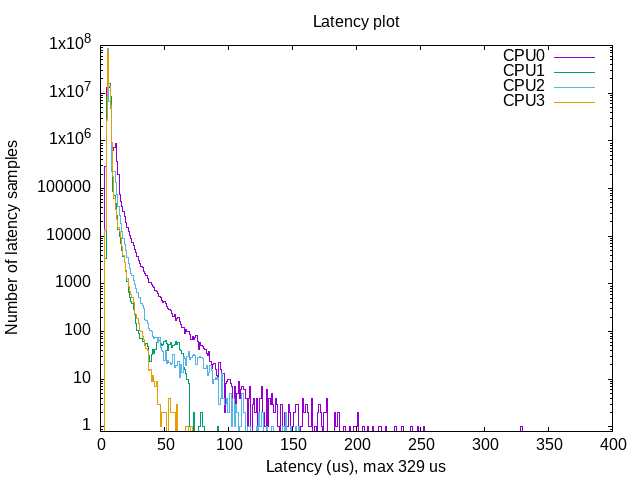 Latency plot
Number of latency samples
1x10^8
1x10^7
1x10^6
100000
10000
1000
100
10
1
CPU0
CPU1
CPU2
CPU3
0 50 100 150 200 250 300 350 400
Latency (us), max 329 us